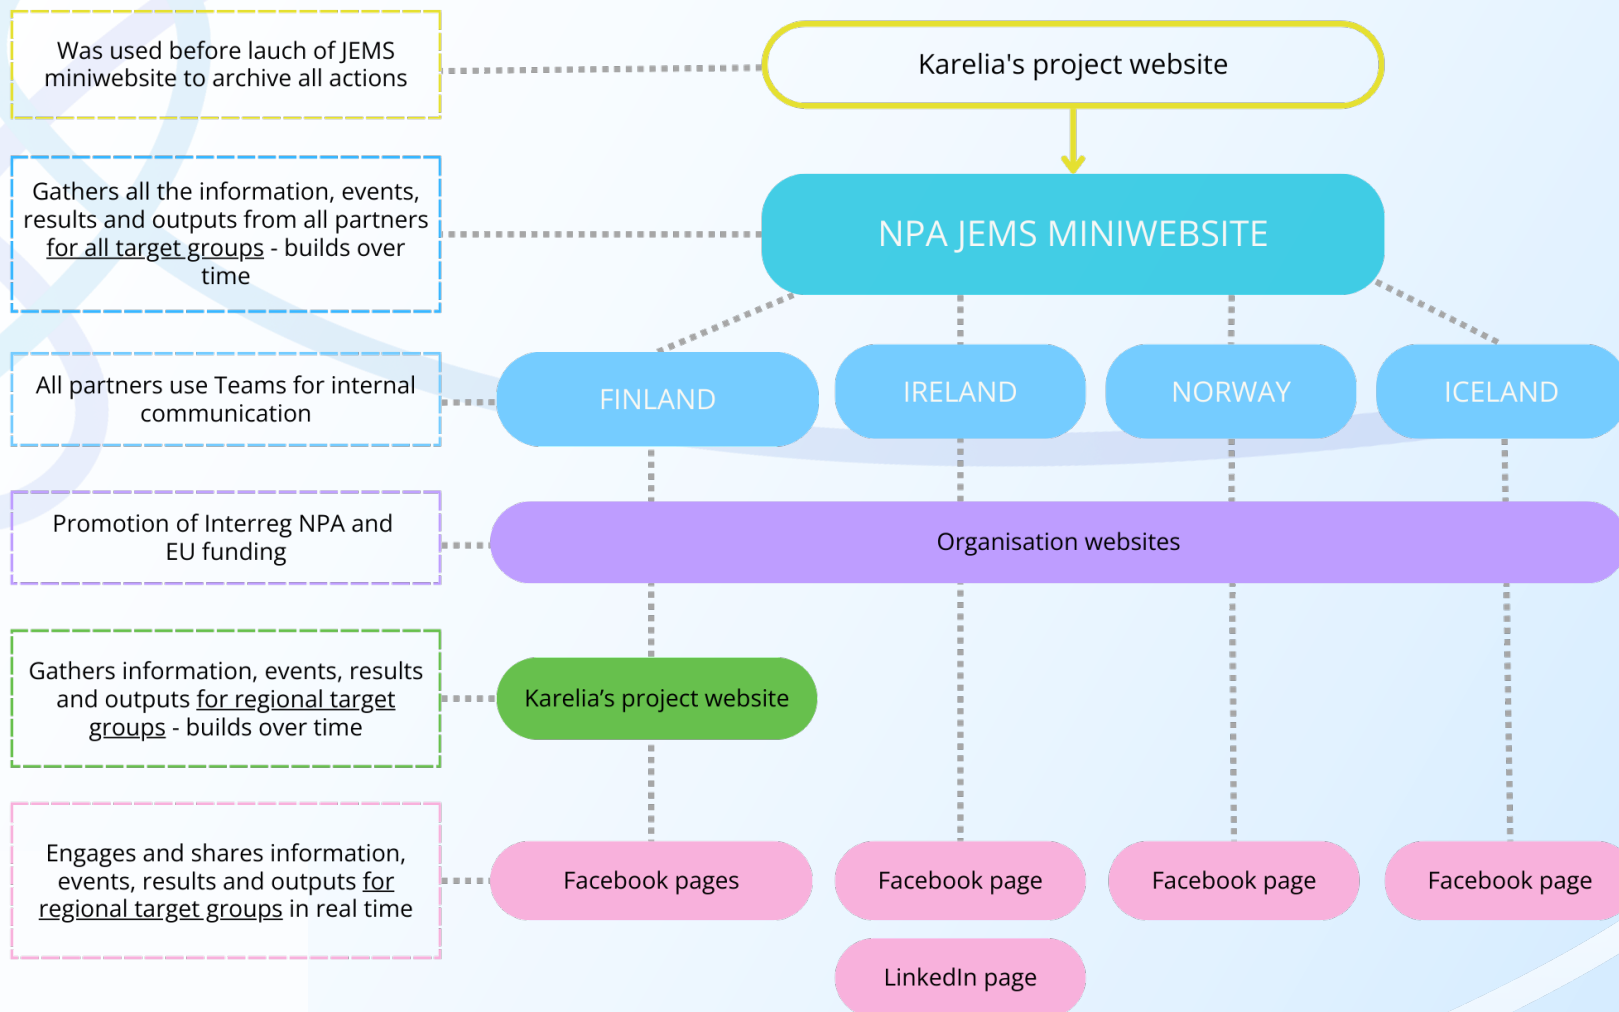 Was used before lauch of JEMS
miniwebsite to archive all actions
Karelia's project website
Gathers all the information, events,
results and outputs from all partners
for all target groups - builds over
time
NPA JEMS MINIWEBSITE
All partners use Teams for internal
communication
FINLAND
IRELAND
NORWAY
ICELAND
Promotion of Interreg NPA and
EU funding
Organisation websites
Gathers information, events, results
and outputs for regional target
groups - builds over time
Karelia’s project website
Engages and shares information,
events, results and outputs for
regional target groups in real time
Facebook pages
Facebook page
Facebook page
Facebook page
LinkedIn page